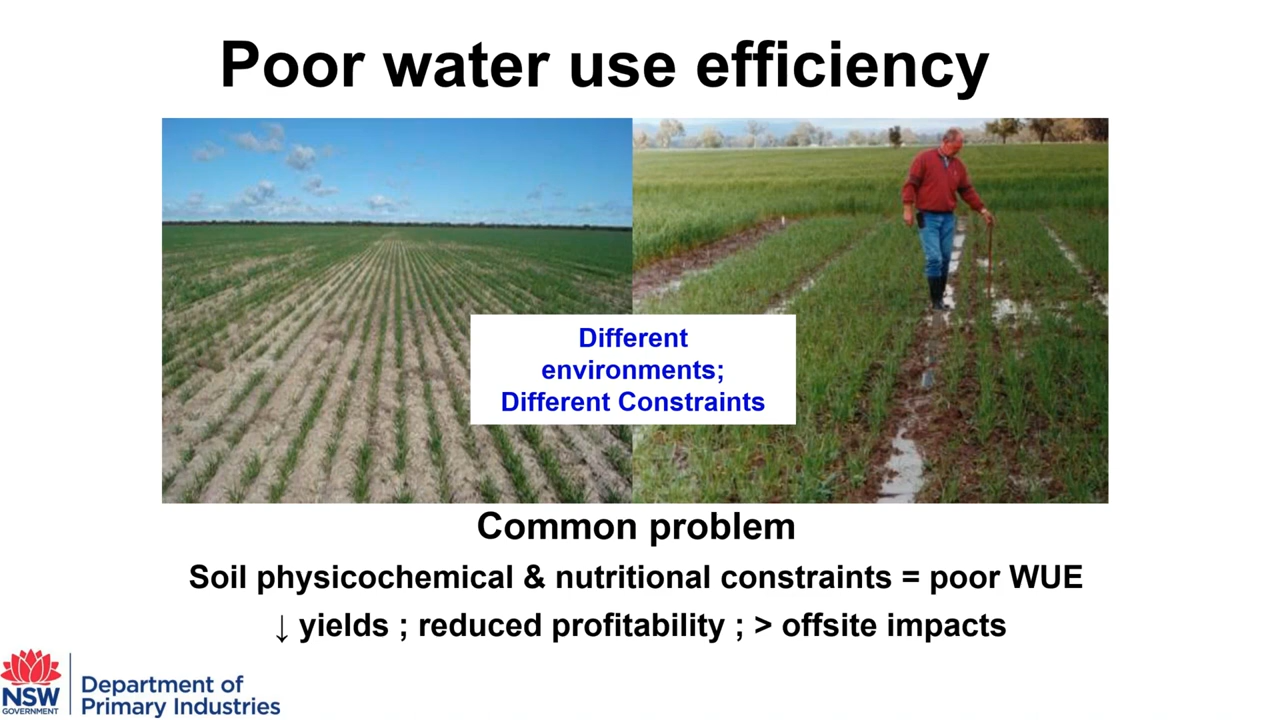 Poor water use efficiency
Different
environments;
Different Constraints
Common problem
Soil physicochemical & nutritional constraints = poor WUE
↓ yields ; reduced profitability ; > offsite impacts
NSW
GOVERNMENT
Department of
Primary Industries